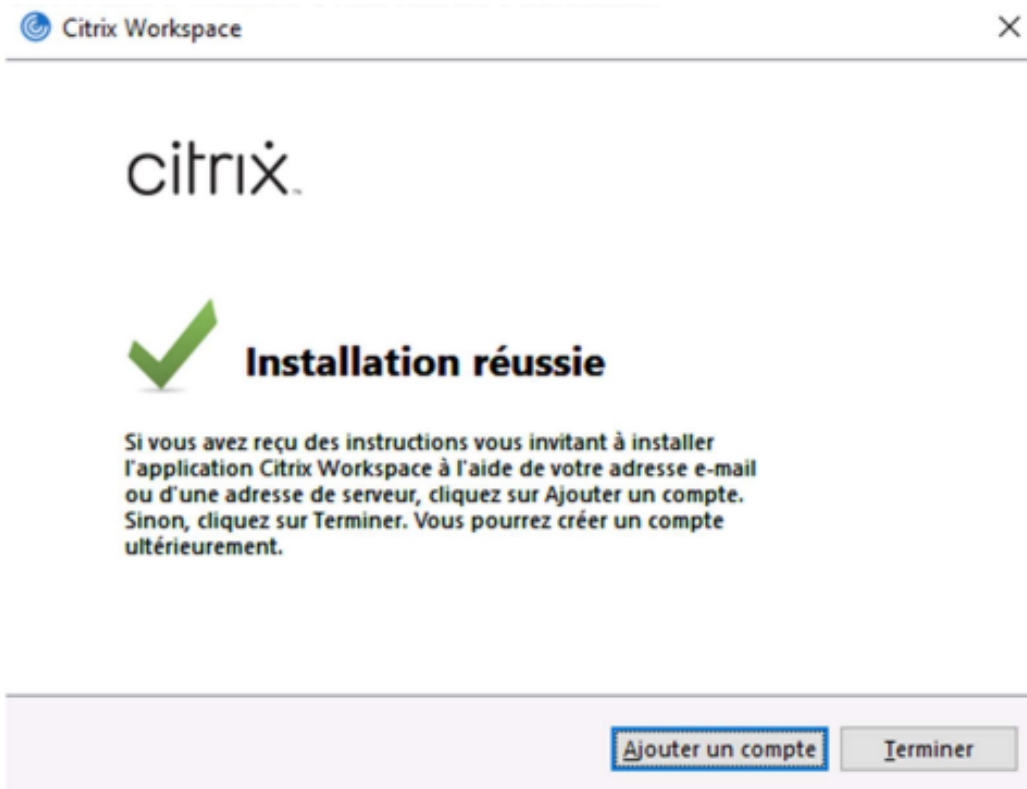 Citrix Workspace
citrix
Installation réussie
Si vous avez reçu des instructions vous invitant à installer
l'application Citrix Workspace à l'aide de votre adresse e-mail
ou d'une adresse de serveur, cliquez sur Ajouter un compte.
Sinon, cliquez sur Terminer. Vous pourrez créer un compte
ultérieurement.
Ajouter un compte
Terminer